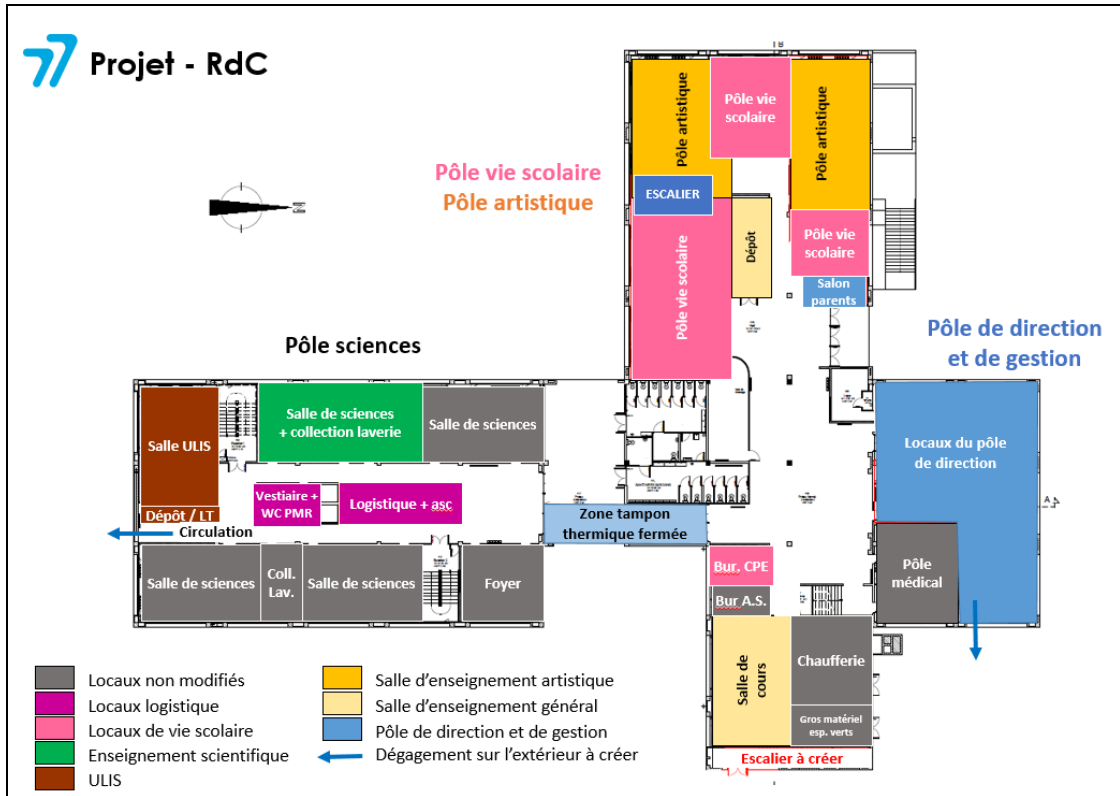 77 Projet - RdC
B
Pôle artistique
Pôle vie
scolaire
Pôle artistique
Pôle vie scolaire
Pôle artistique
N
ESCALIER
Pôle vie scolaire
Dépôt
Pôle vie
scolaire
Salon
parents
Pôle de direction
et de gestion
Pôle sciences
Salle ULIS
Salle de sciences
+ collection laverie
Salle de sciences
Locaux du pôle
de direction
Vestiaire +
WC PMR
Logistique + asc
Dépôt / LT
Circulation
Zone tampon
thermique fermée
A
Salle de sciences
Coll.
Lav.
Salle de sciences
Foyer
Bur. CPE
Bur A.S.
Pôle
médical
Salle de
cours
Chaufferie
Gros matériel
esp. verts
Escalier à créer
Locaux non modifiés
Locaux logistique
Locaux de vie scolaire
Enseignement scientifique
ULIS
Salle d'enseignement artistique
Salle d'enseignement général
Pôle de direction et de gestion
Dégagement sur l'extérieur à créer